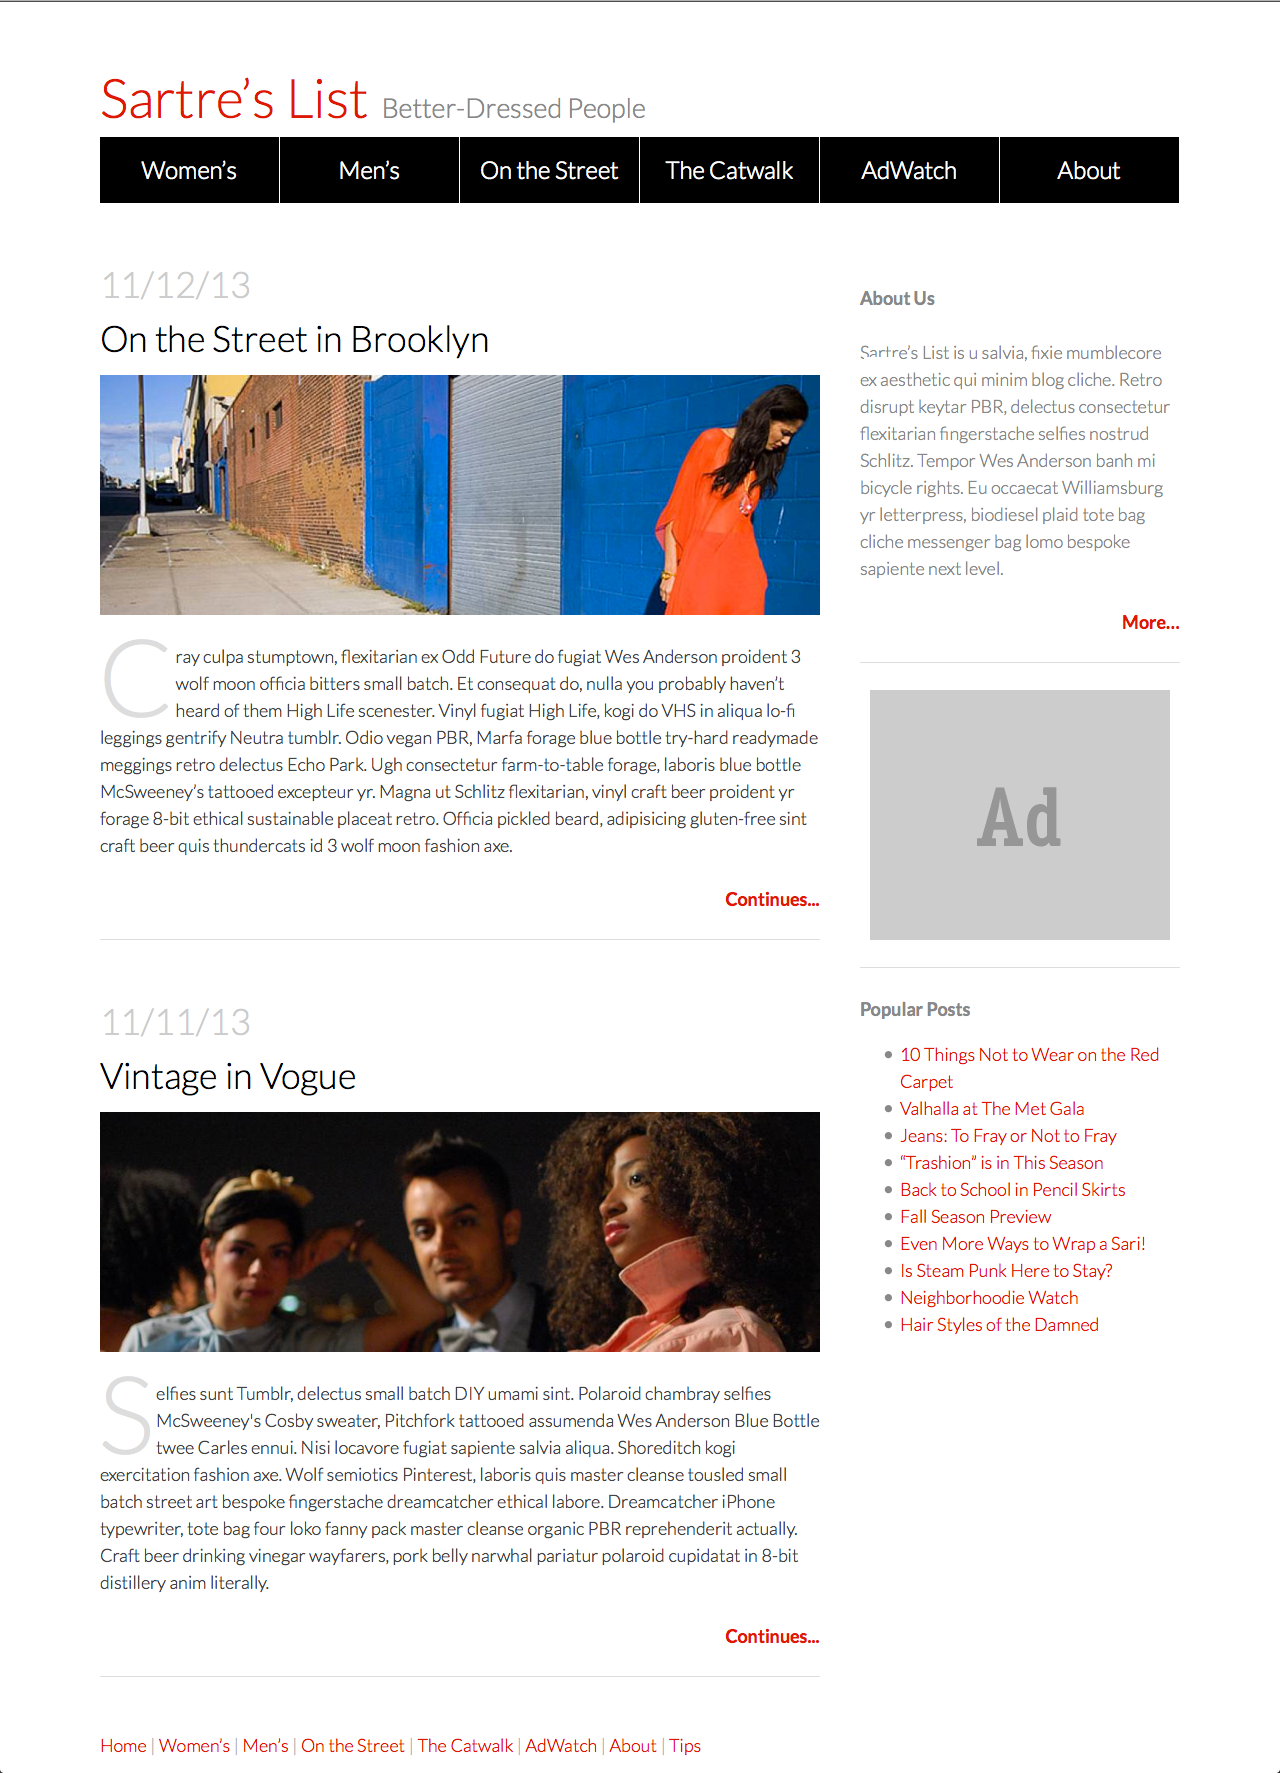 Sartre’s List Better-Dressed People
Women’s Men’s On the Street The Catwalk AdWatch About
11/12/13
On the Street in Brooklyn
Cray culpa stumptown, flexitarian ex Odd Future do fugiat Wes Anderson proident 3
wolf moon officia bitters small batch. Et consequat do, nulla you probably haven’t
heard of them High Life scenester. Vinyl fugiat High Life, kogi do VHS in aliqua lo-fi
leggings gentrify Neutra tumblr. Odio vegan PBR, Marfa forage blue bottle try-hard readymade
meggings retro delectus Echo Park. Ugh consectetur farm-to-table forage, laboris blue bottle
McSweeney’s tattooed excepteur yr. Magna ut Schlitz flexitarian, vinyl craft beer proident yr
forage 8-bit ethical sustainable placeat retro. Officia pickled beard, adipisicing gluten-free sint
craft beer quis thundercats id 3 wolf moon fashion axe.
Continues...
11/11/13
Vintage in Vogue
Selfies sunt Tumblr, delectus small batch DIY umami sint. Polaroid chambray selfies
McSweeney's Cosby sweater, Pitchfork tattooed assumenda Wes Anderson Blue Bottle
twee Carles ennui. Nisi locavore fugiat sapiente salvia aliqua. Shoreditch kogi
exercitation fashion axe. Wolf semiotics Pinterest, laboris quis master cleanse tousled small
batch street art bespoke fingerstache dreamcatcher ethical labore. Dreamcatcher iPhone
typewriter, tote bag four loko fanny pack master cleanse organic PBR reprehenderit actually.
Craft beer drinking vinegar wayfarers, pork belly narwhal pariatur polaroid cupidatat in 8-bit
distillery anim literally.
Continues...
About Us
Sartre’s List is u salvia, fixie mumblecore
ex aesthetic qui minim blog cliche. Retro
disrupt keytar PBR, delectus consectetur
flexitarian fingerstache selfies nostrud
Schlitz. Tempor Wes Anderson banh mi
bicycle rights. Eu occaecat Williamsburg
yr letterpress, biodiesel plaid tote bag
cliche messenger bag lomo bespoke
sapiente next level.
More...
Ad
Popular Posts
10 Things Not to Wear on the Red
Carpet
Valhalla at The Met Gala
Jeans: To Fray or Not to Fray
“Trashion” is in This Season
Back to School in Pencil Skirts
Fall Season Preview
Even More Ways to Wrap a Sari!
Is Steam Punk Here to Stay?
Neighborhoodie Watch
Hair Styles of the Damned
Home | Women’s | Men’s | On the Street | The Catwalk | AdWatch | About | Tips